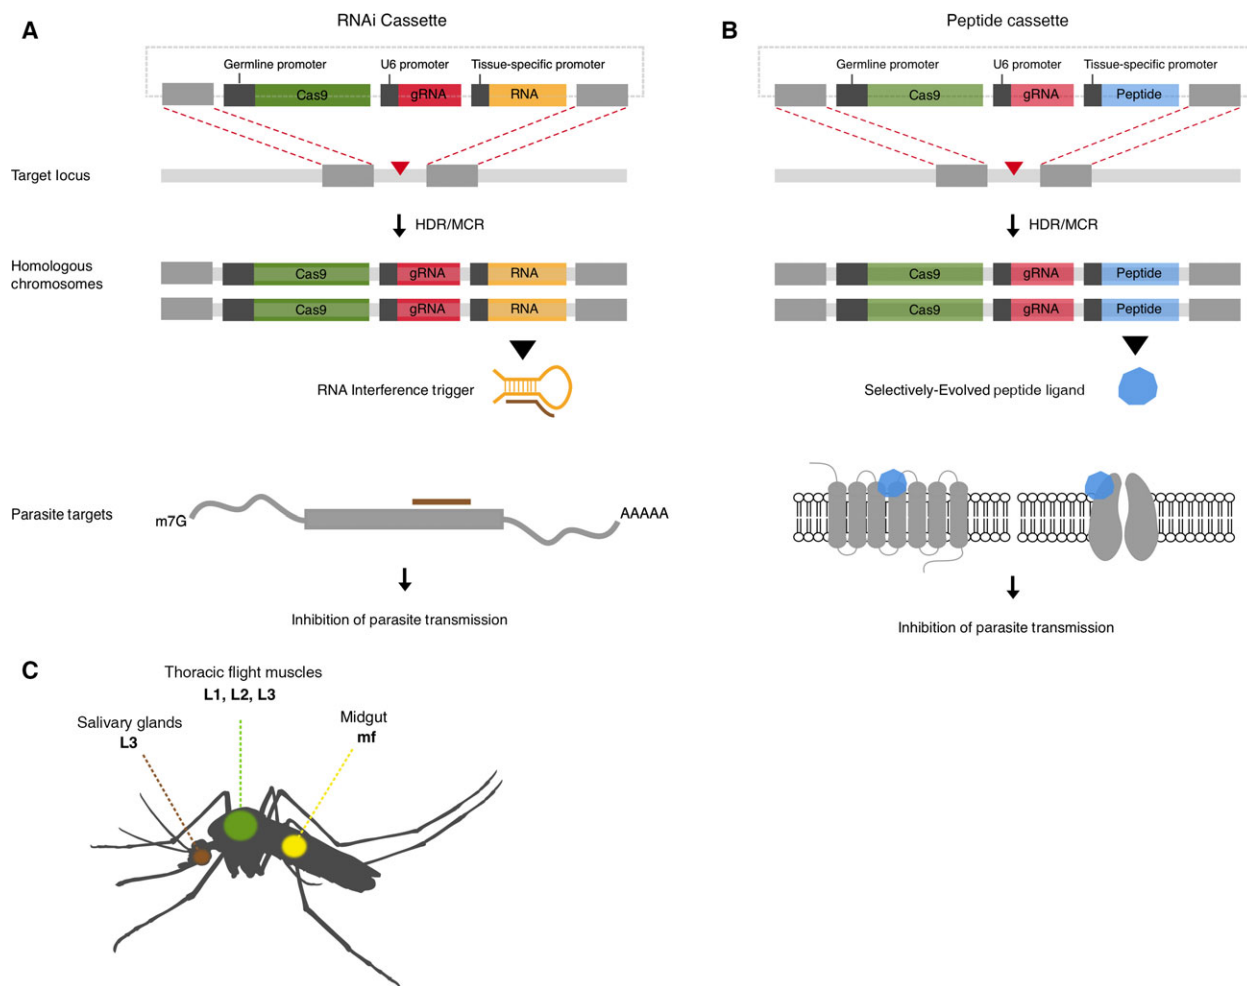 A
RNAi Cassette
Germline promoter
U6 promoter
Tissue-specific promoter
Cas9
gRNA
RNA
Target locus
HDR/MCR
Homologous
chromosomes
Cas9
gRNA
RNA
Cas9
gRNA
RNA
RNA Interference trigger
Parasite targets
m7G
AAAAA
Inhibition of parasite transmission
B
Peptide cassette
Germline promoter
U6 promoter
Tissue-specific promoter
Cas9
gRNA
Peptide
HDR/MCR
Cas9
gRNA
Peptide
Cas9
gRNA
Peptide
Selectively-Evolved peptide ligand
Inhibition of parasite transmission
C
Thoracic flight muscles
L1, L2, L3
Salivary glands
L3
Midgut
mf